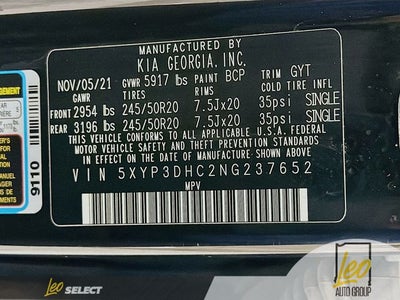 MANUFACTURED BY
KIA GEORGIA, INC.
NOV/05/21 GVWR 5917 lbs PAINT BCP TRIM GYT
GAWR TIRES RIMS COLD TIRE INFL
FRONT 2954 lbs 245/50R20 7.5Jx20 35psi SINGLE
REAR 3196 lbs 245/50R20 7.5Jx20 35psi SINGLE
THIS VEHICLE CONFORMS TO ALL APPLICABLE U.S.A. FEDERAL
MOTOR VEHICLE SAFETY, BUMPER, AND THEFT
PREVENTION STANDARDS IN EFFECT ON THE DATE OF
MANUFACTURE SHOWN ABOVE
VIN 5XYP3DHC2NG237652
MPV
9110
Leo SELECT
Leo
AUTO GROUP